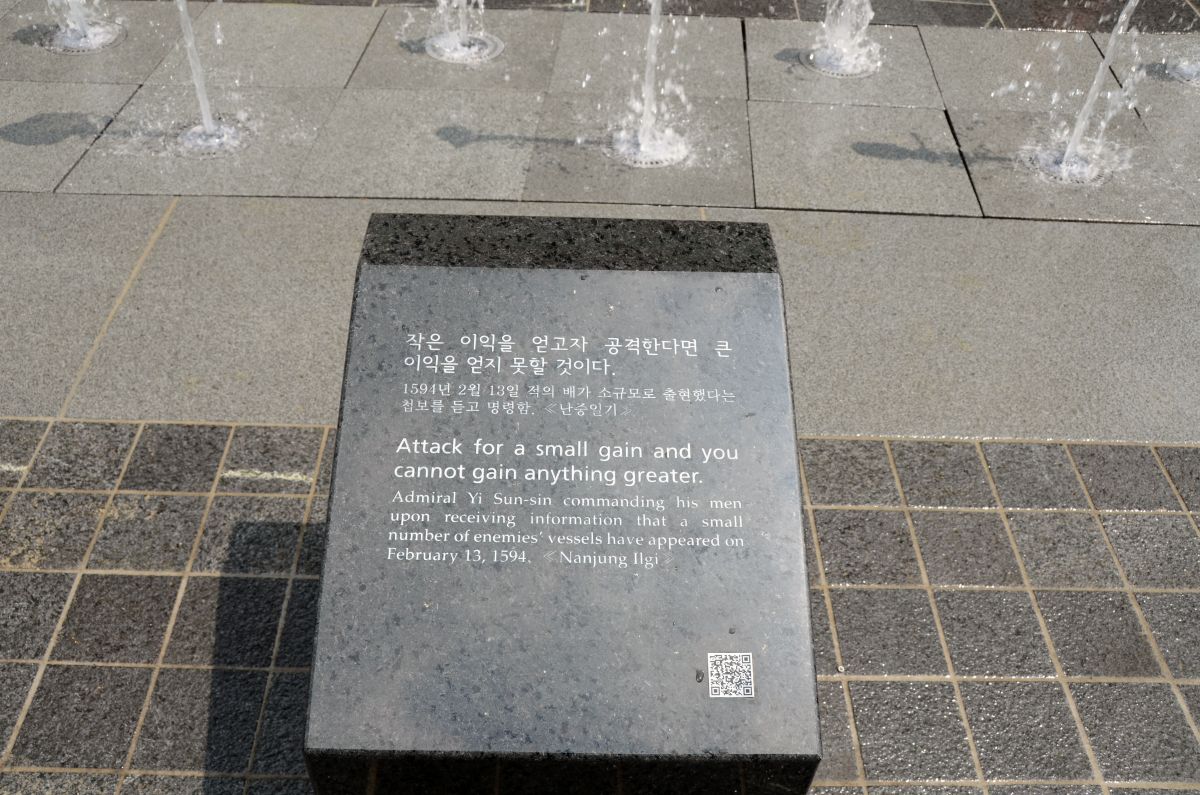 작은 이익을 얻고자 공격한다면 큰
이익을 얻지 못할 것이다.
1594년 2월 13일 적의 배가 소규모로 출현했다는
첩보를 듣고 명령함. ≪난중일기≫
Attack for a small gain and you
cannot gain anything greater.
Admiral Yi Sun-sin commanding his men
upon receiving information that a small
number of enemies' vessels have appeared on
February 13, 1594. ≪Nanjung Ilgi≫